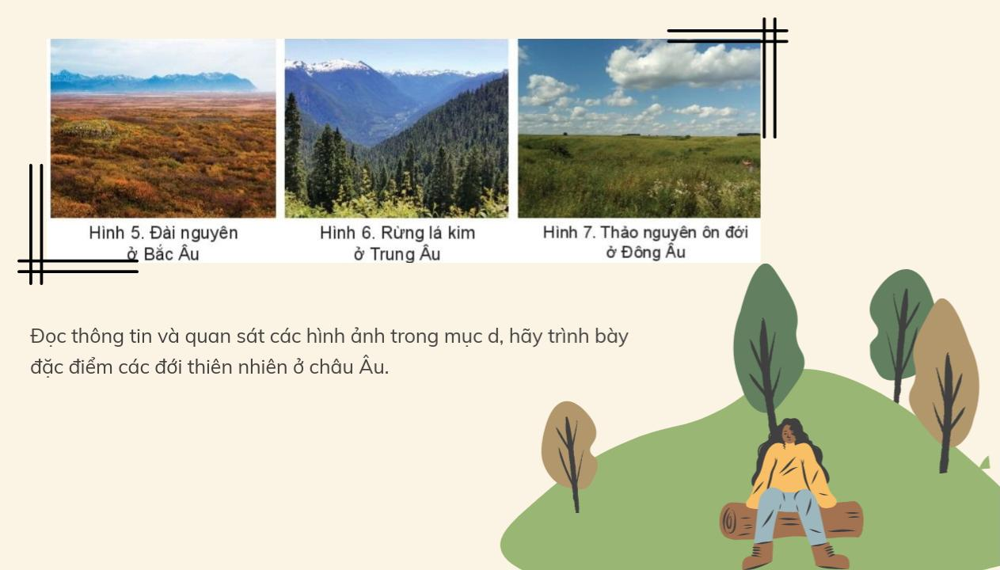 Hình 5. Đài nguyên
ở Bắc Âu
Hình 6. Rừng lá kim
ở Trung Âu
Hình 7. Thảo nguyên ôn đới
ở Đông Âu
Đọc thông tin và quan sát các hình ảnh trong mục d, hãy trình bày
đặc điểm các đới thiên nhiên ở châu Âu.